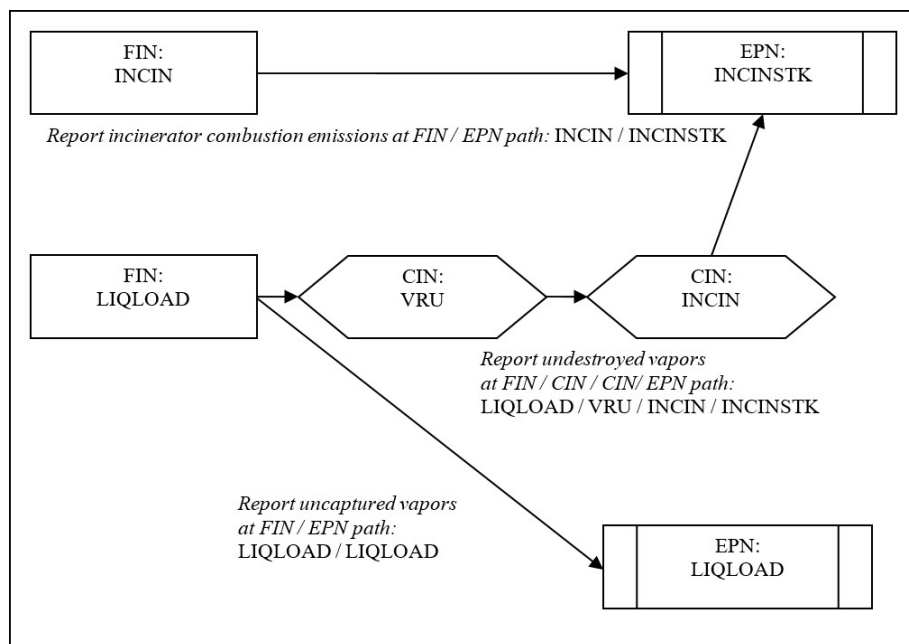 FIN:
INCIN
EPN:
INCINSTK
Report incinerator combustion emissions at FIN / EPN path: INCIN / INCINSTK
FIN:
LIQLOAD
CIN:
VRU
CIN:
INCIN
Report undestroyed vapors
at FIN / CIN / CIN/ EPN path:
LIQLOAD / VRU / INCIN / INCINSTK
Report uncaptured vapors
at FIN / EPN path:
LIQLOAD / LIQLOAD
EPN:
LIQLOAD